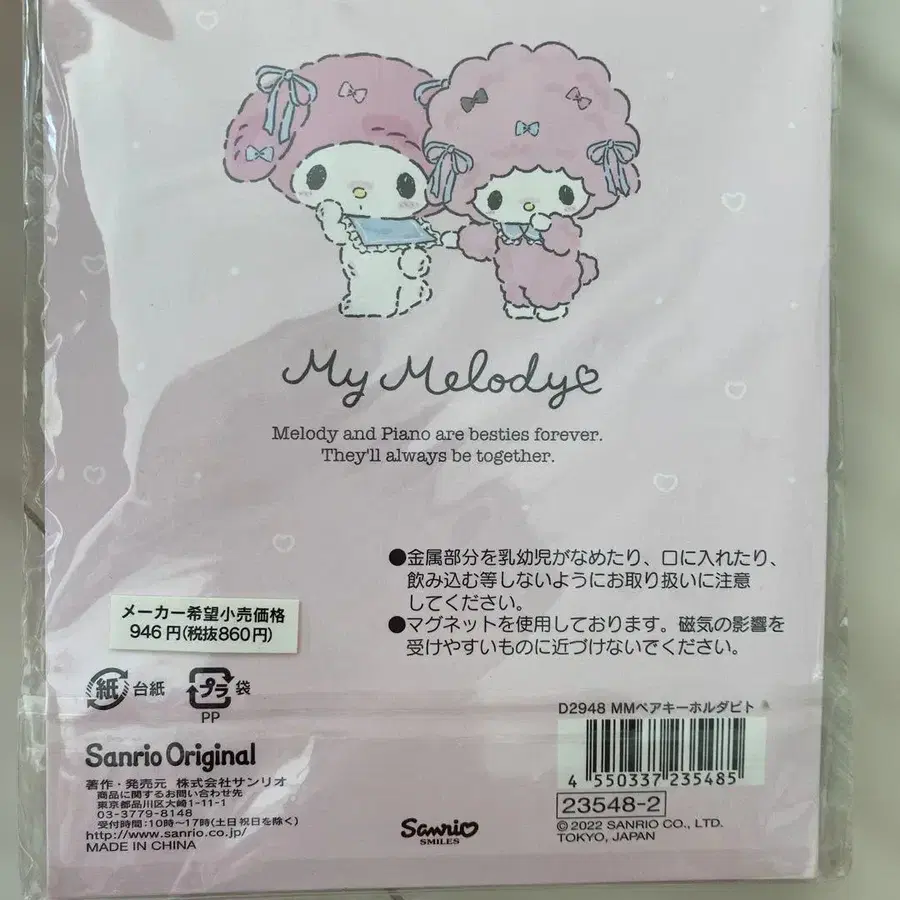 My Melody
Melody and Piano are besties forever.
They'll always be together.
●金属部分を乳幼児がなめたり、口に入れたり、
飲み込む等しないようにお取り扱いに注意
してください。
●マグネットを使用しております。磁気の影響を
受けやすいものに近づけないでください。
メーカー希望小売価格
946円(税抜860円)
紙 台紙
プラ 袋
PP
Sanrio Original
著作・発売元 株式会社サンリオ
商品に関するお問い合わせ先
東京都品川区大崎1-11-1
03-3779-8148
受付時間:10時〜17時(土日祝日を除く)
http://www.sanrio.co.jp/
MADE IN CHINA
Sanrio
SMILES
D2948 MMペアキーホルダピト
4 550337 235485
23548-2
© 2022 SANRIO CO., LTD.
TOKYO, JAPAN